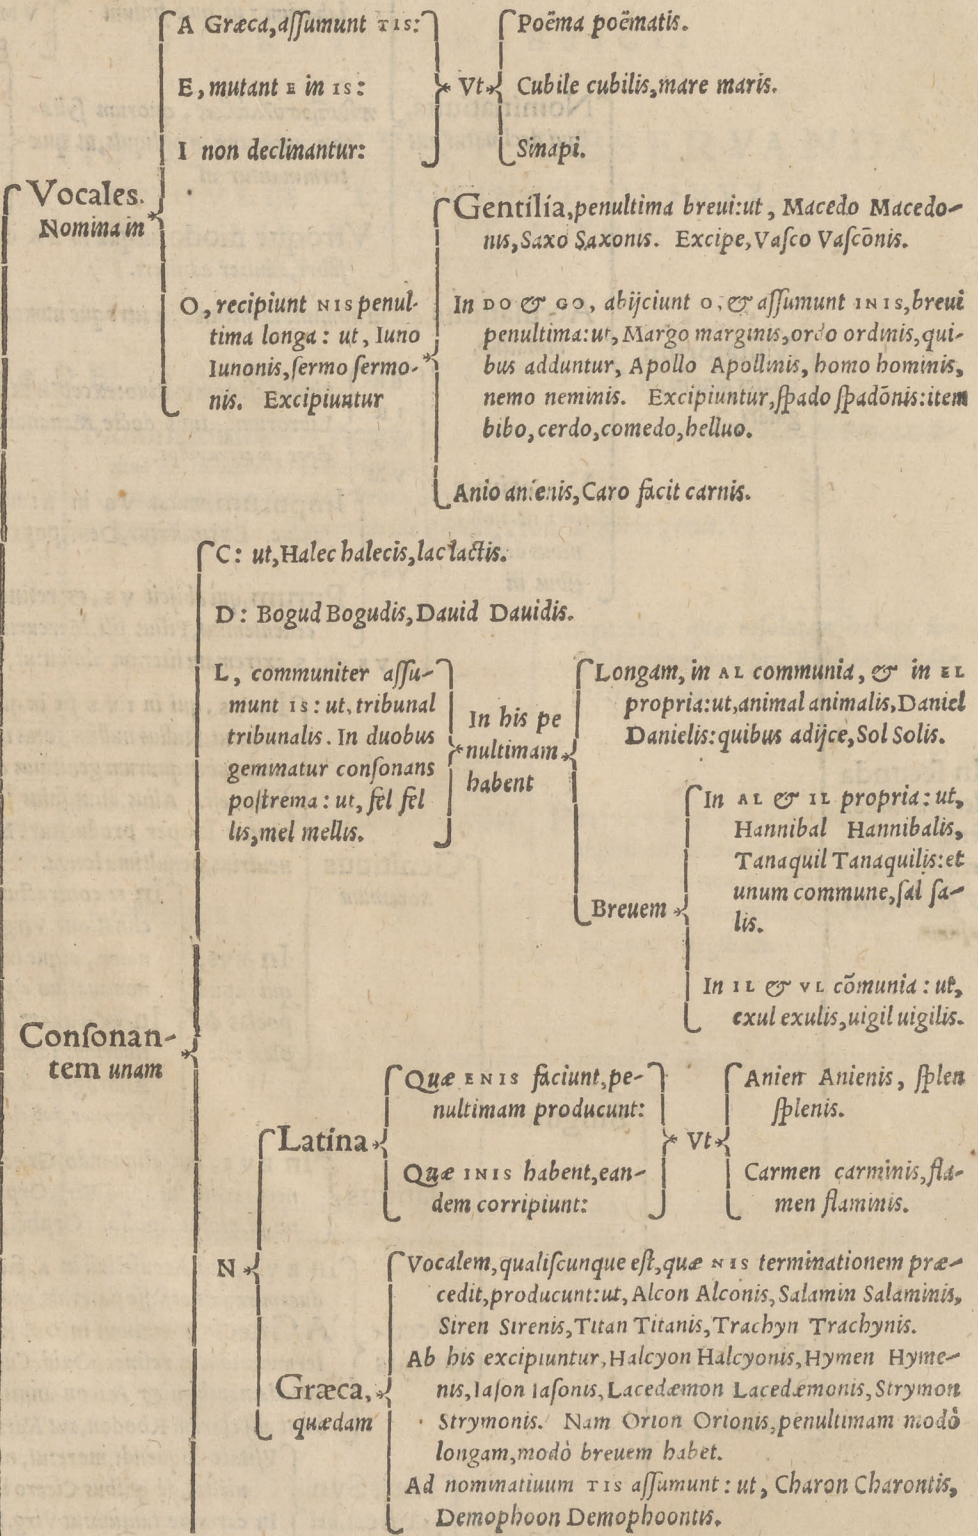 Vocales.
Nomina in
A Græca, aſſumunt TIS:
E, mutant E in IS:
I non declinantur:
Vt
Poëma poëmatis.
Cubile cubilis, mare maris.
Sinapi.
O, recipiunt NIS penul-
tima longa: ut, Iuno
Iunonis, ſermo ſermo-
nis. Excipiuntur
Gentilia, penultima breui: ut, Macedo Macedo-
nis, Saxo Saxonis. Excipe, Vaſco Vaſcōnis.
In DO & GO, abijciunt O, & aſſumunt INIS, breui
penultima: ut, Margo marginis, ordo ordinis, qui-
bus adduntur, Apollo Apollinis, homo hominis,
nemo neminis. Excipiuntur, ſpado ſpadōnis: item
bibo, cerdo, comedo, helluo.
Anio anienis, Caro facit carnis.
Conſonan-
tem unam
C: ut, Halec halecis, lac lactis.
D: Bogud Bogudis, Dauid Dauidis.
L, communiter aſſu-
munt IS: ut, tribunal
tribunalis. In duobus
geminatur conſonans
poſtrema: ut, fel fel
lis, mel mellis.
In his pe
nultimam
habent
Longam, in AL communia, & in EL
propria: ut, animal animalis, Daniel
Danielis: quibus adijce, Sol Solis.
Breuem
In AL & IL propria: ut,
Hannibal Hannibalis,
Tanaquil Tanaquilis: et
unum commune, ſal ſa-
lis.
In IL & VL cōmunia: ut,
exul exulis, uigil uigilis.
N
Latina
Quæ ENIS faciunt, pe-
nultimam producunt:
Quæ INIS habent, ean-
dem corripiunt:
Vt
Anien Anienis, ſplen
ſplenis.
Carmen carminis, fla-
men flaminis.
Græca,
quædam
Vocalem, qualiſcunque eſt, quæ NIS terminationem præ-
cedit, producunt: ut, Alcon Alconis, Salamin Salaminis,
Siren Sirenis, Titan Titanis, Trachyn Trachynis.
Ab his excipiuntur, Halcyon Halcyonis, Hymen Hyme-
nis, Iaſon Iaſonis, Lacedæmon Lacedæmonis, Strymon
Strymonis. Nam Orion Orionis, penultimam modò
longam, modò breuem habet.
Ad nominatiuum TIS aſſumunt: ut, Charon Charontis,
Demophoon Demophoontis.